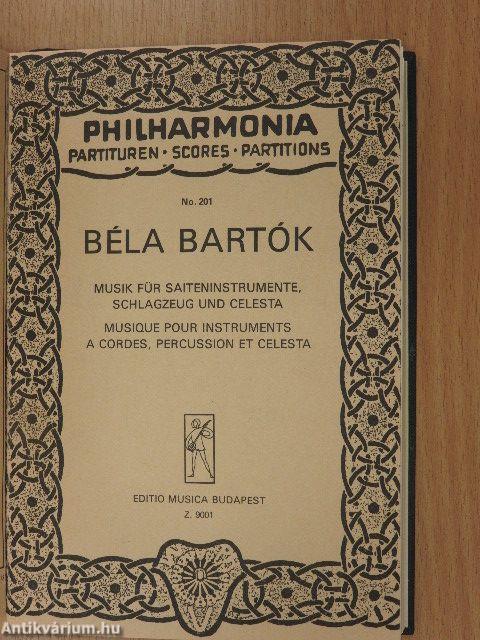 PHILHARMONIA
PARTITUREN • SCORES • PARTITIONS
No. 201
BÉLA BARTÓK
MUSIK FÜR SAITENINSTRUMENTE,
SCHLAGZEUG UND CELESTA
MUSIQUE POUR INSTRUMENTS
A CORDES, PERCUSSION ET CELESTA
EDITIO MUSICA BUDAPEST
Z. 9001
Antikvárium.hu